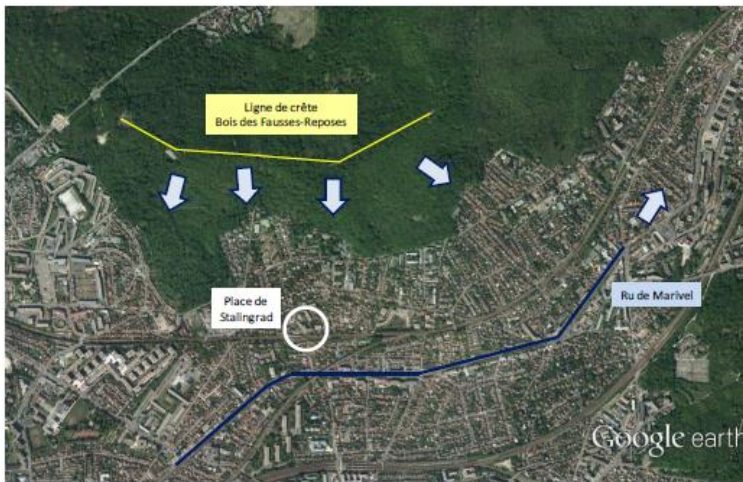 Ligne de crête
Bois des Fausses-Reposes
Place de
Stalingrad
Ru de Marivel
Google earth